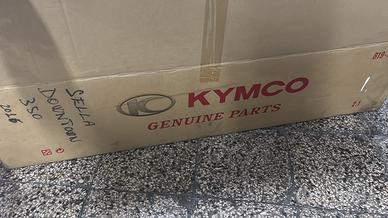 KYMCO
GENUINE PARTS
SELLA
DOWNTOWN
350
2016